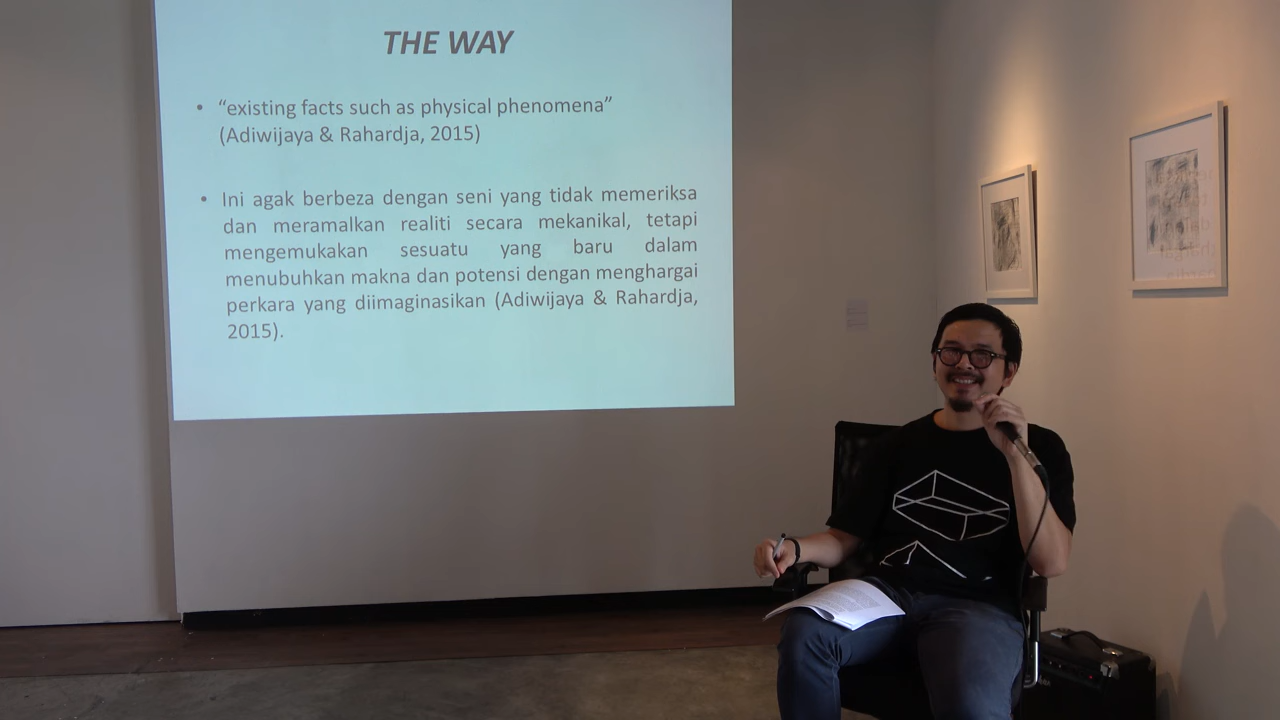 THE WAY
• “existing facts such as physical phenomena”
(Adiwijaya & Rahardja, 2015)
• Ini agak berbeza dengan seni yang tidak memeriksa
dan meramalkan realiti secara mekanikal, tetapi
mengemukakan sesuatu yang baru dalam
menubuhkan makna dan potensi dengan menghargai
perkara yang diimaginasikan (Adiwijaya & Rahardja,
2015).